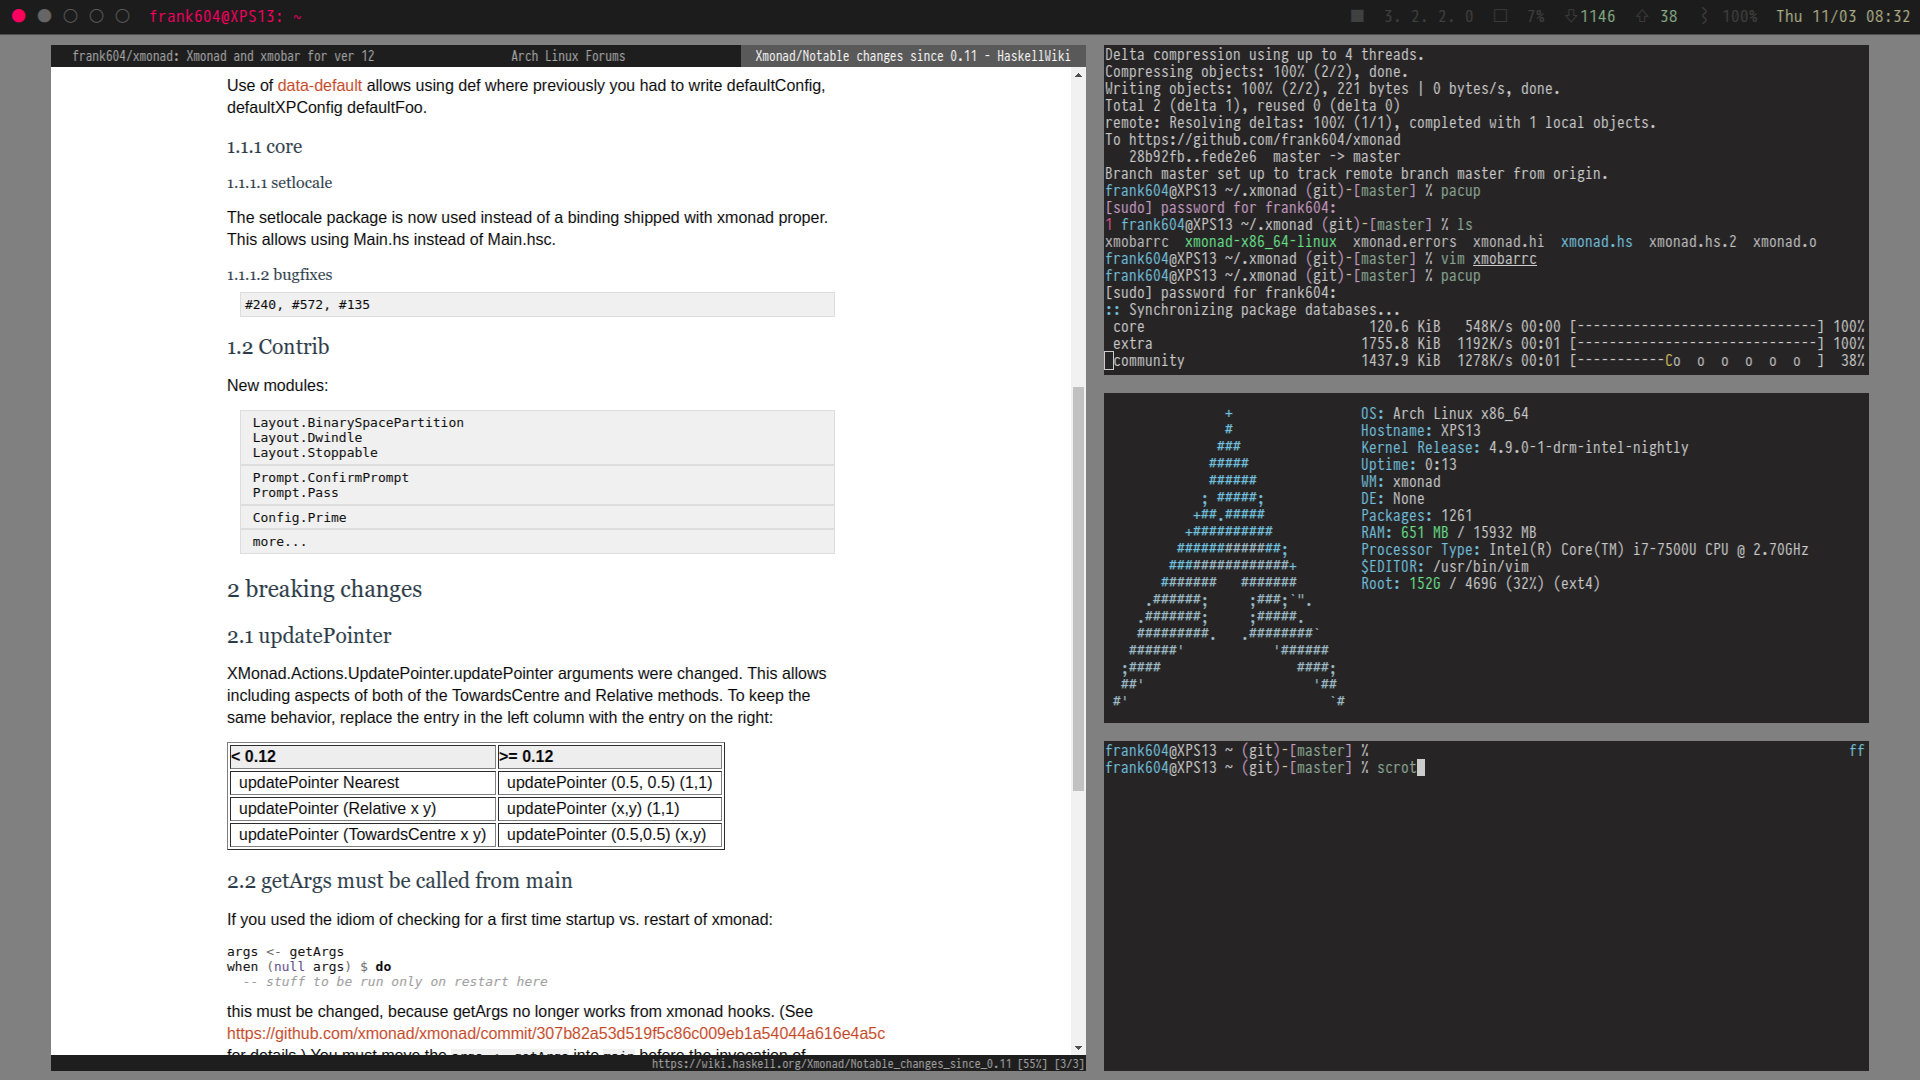 frank604@XPS13: ~
3. 2. 2. 0 7% 1146 38 100% Thu 11/03 08:32
frank604/xmonad: Xmonad and xmobar for ver 12 Arch Linux Forums Xmonad/Notable changes since 0.11 - HaskellWiki
Use of data-default allows using def where previously you had to write defaultConfig,
defaultXPConfig defaultFoo.
1.1.1 core
1.1.1.1 setlocale
The setlocale package is now used instead of a binding shipped with xmonad proper.
This allows using Main.hs instead of Main.hsc.
1.1.1.2 bugfixes
#240, #572, #135
1.2 Contrib
New modules:
Layout.BinarySpacePartition
Layout.Dwindle
Layout.Stoppable
Prompt.ConfirmPrompt
Prompt.Pass
Config.Prime
more...
2 breaking changes
2.1 updatePointer
XMonad.Actions.UpdatePointer.updatePointer arguments were changed. This allows
including aspects of both of the TowardsCentre and Relative methods. To keep the
same behavior, replace the entry in the left column with the entry on the right:
< 0.12 >= 0.12
updatePointer Nearest updatePointer (0.5, 0.5) (1,1)
updatePointer (Relative x y) updatePointer (x,y) (1,1)
updatePointer (TowardsCentre x y) updatePointer (0.5,0.5) (x,y)
2.2 getArgs must be called from main
If you used the idiom of checking for a first time startup vs. restart of xmonad:
args <- getArgs
when (null args) $ do
-- stuff to be run only on restart here
this must be changed, because getArgs no longer works from xmonad hooks. (See
https://github.com/xmonad/xmonad/commit/307b82a53d519f5c86c009eb1a54044a616e4a5c
for details.) You must move the args <- getArgs into main before the invocation of
https://wiki.haskell.org/Xmonad/Notable_changes_since_0.11 [55%] [3/3]
Delta compression using up to 4 threads.
Compressing objects: 100% (2/2), done.
Writing objects: 100% (2/2), 221 bytes | 0 bytes/s, done.
Total 2 (delta 1), reused 0 (delta 0)
remote: Resolving deltas: 100% (1/1), completed with 1 local objects.
To https://github.com/frank604/xmonad
28b92fb..fede2e6 master -> master
Branch master set up to track remote branch master from origin.
frank604@XPS13 ~/.xmonad (git)-[master] % pacup
[sudo] password for frank604:
1 frank604@XPS13 ~/.xmonad (git)-[master] % ls
xmobarrc xmonad-x86_64-linux xmonad.errors xmonad.hi xmonad.hs xmonad.hs.2 xmonad.o
frank604@XPS13 ~/.xmonad (git)-[master] % vim xmobarrc
frank604@XPS13 ~/.xmonad (git)-[master] % pacup
[sudo] password for frank604:
:: Synchronizing package databases...
core 120.6 KiB 548K/s 00:00 [------------------------------] 100%
extra 1755.8 KiB 1192K/s 00:01 [------------------------------] 100%
community 1437.9 KiB 1278K/s 00:01 [-----------Co o o o o o ] 38%
OS: Arch Linux x86_64
Hostname: XPS13
Kernel Release: 4.9.0-1-drm-intel-nightly
Uptime: 0:13
WM: xmonad
DE: None
Packages: 1261
RAM: 651 MB / 15932 MB
Processor Type: Intel(R) Core(TM) i7-7500U CPU @ 2.70GHz
$EDITOR: /usr/bin/vim
Root: 152G / 469G (32%) (ext4)
frank604@XPS13 ~ (git)-[master] % ff
frank604@XPS13 ~ (git)-[master] % scrot